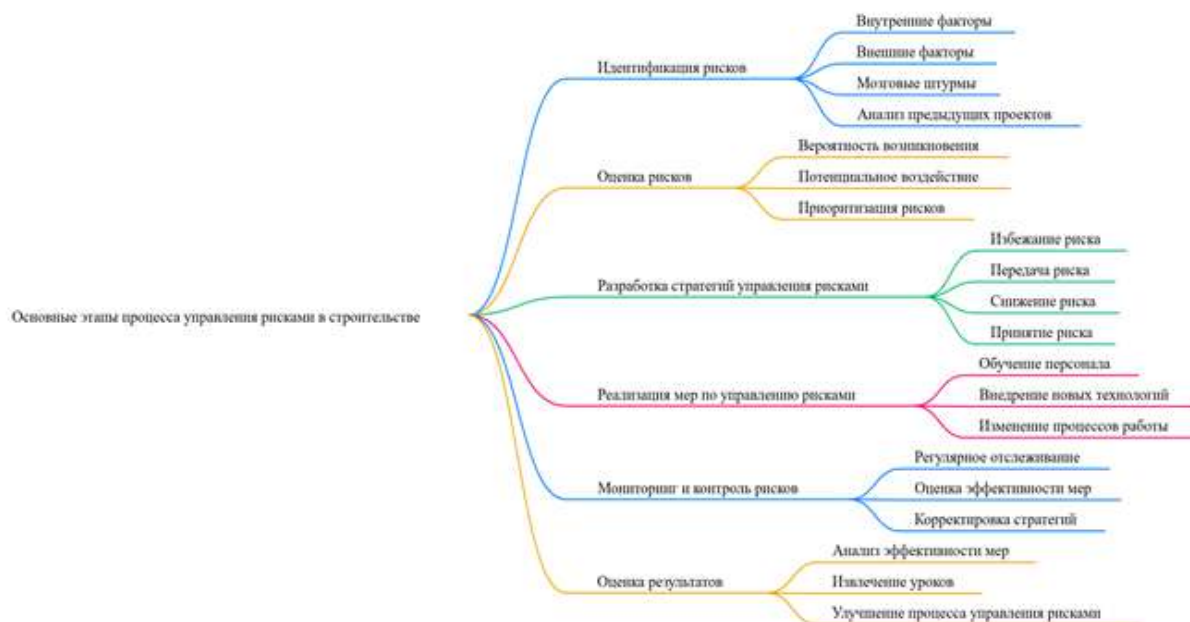 Основные этапы процесса управления рисками в строительстве
Идентификация рисков
Внутренние факторы
Внешние факторы
Мозговые штурмы
Анализ предыдущих проектов
Оценка рисков
Вероятность возникновения
Потенциальное воздействие
Приоритизация рисков
Разработка стратегий управления рисками
Избежание риска
Передача риска
Снижение риска
Принятие риска
Реализация мер по управлению рисками
Обучение персонала
Внедрение новых технологий
Изменение процессов работы
Мониторинг и контроль рисков
Регулярное отслеживание
Оценка эффективности мер
Корректировка стратегий
Оценка результатов
Анализ эффективности мер
Извлечение уроков
Улучшение процесса управления рисками